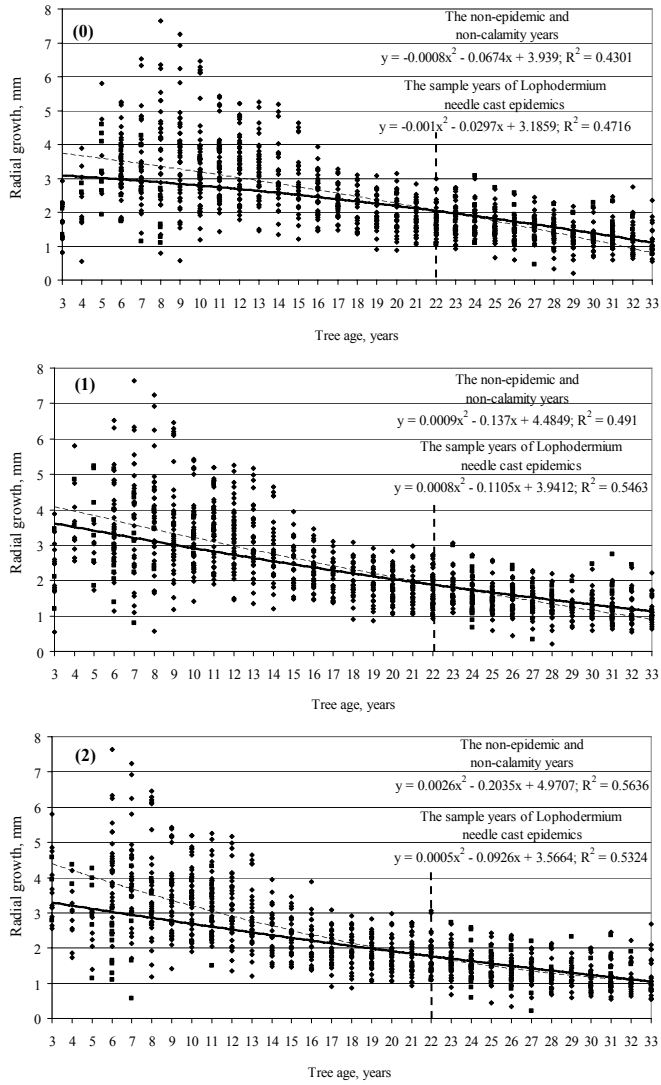 (0)
The non-epidemic and
non-calamity years
y = -0.0008x² - 0.0674x + 3.939; R² = 0.4301
The sample years of Lophodermium
needle cast epidemics
y = -0.001x² - 0.0297x + 3.1859; R² = 0.4716
Radial growth, mm
8
7
6
5
4
3
2
1
0
3 4 5 6 7 8 9 10 11 12 13 14 15 16 17 18 19 20 21 22 23 24 25 26 27 28 29 30 31 32 33
Tree age, years
(1)
The non-epidemic and
non-calamity years
y = 0.0009x² - 0.137x + 4.4849; R² = 0.491
The sample years of Lophodermium
needle cast epidemics
y = 0.0008x² - 0.1105x + 3.9412; R² = 0.5463
Radial growth, mm
8
7
6
5
4
3
2
1
0
3 4 5 6 7 8 9 10 11 12 13 14 15 16 17 18 19 20 21 22 23 24 25 26 27 28 29 30 31 32 33
Tree age, years
(2)
The non-epidemic and
non-calamity years
y = 0.0026x² - 0.2035x + 4.9707; R² = 0.5636
The sample years of Lophodermium
needle cast epidemics
y = 0.0005x² - 0.0926x + 3.5664; R² = 0.5324
Radial growth, mm
8
7
6
5
4
3
2
1
0
3 4 5 6 7 8 9 10 11 12 13 14 15 16 17 18 19 20 21 22 23 24 25 26 27 28 29 30 31 32 33
Tree age, years